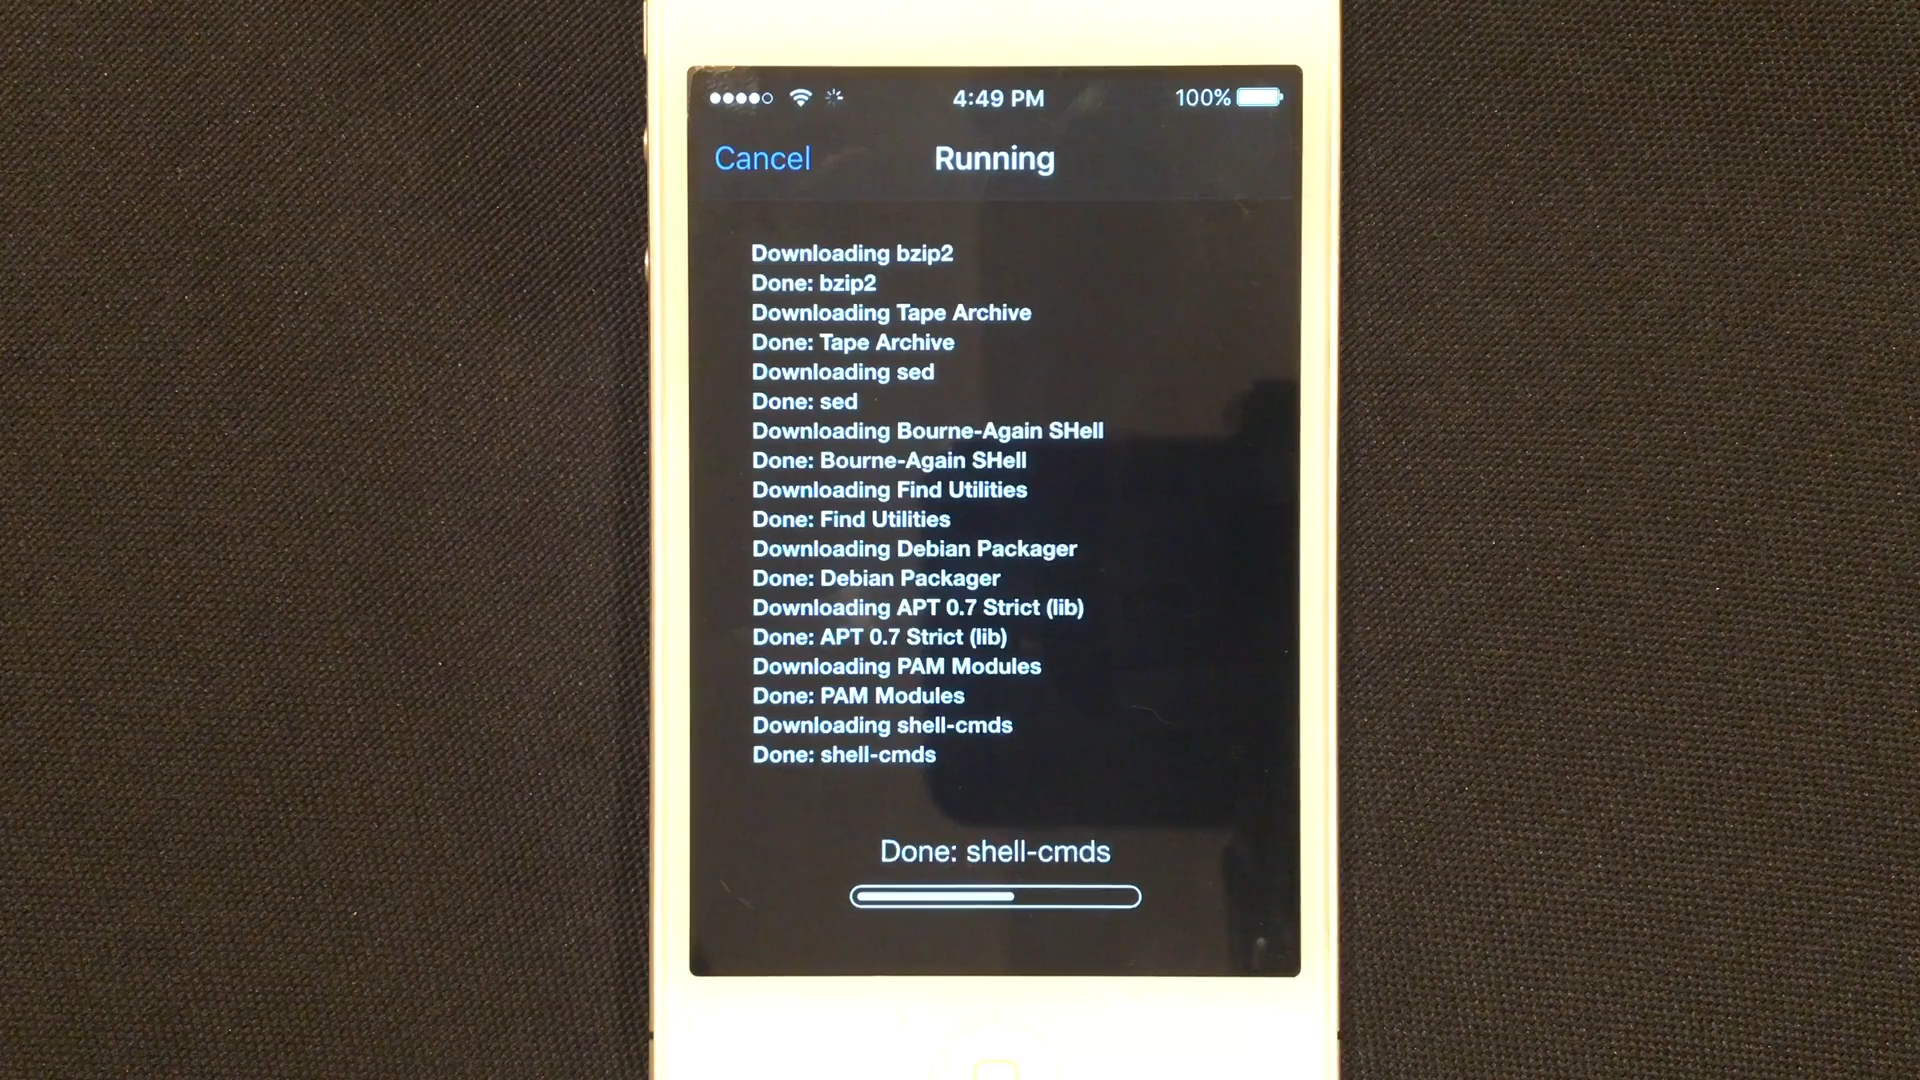 4:49 PM
100%
Cancel
Running
Downloading bzip2
Done: bzip2
Downloading Tape Archive
Done: Tape Archive
Downloading sed
Done: sed
Downloading Bourne-Again SHell
Done: Bourne-Again SHell
Downloading Find Utilities
Done: Find Utilities
Downloading Debian Packager
Done: Debian Packager
Downloading APT 0.7 Strict (lib)
Done: APT 0.7 Strict (lib)
Downloading PAM Modules
Done: PAM Modules
Downloading shell-cmds
Done: shell-cmds
Done: shell-cmds